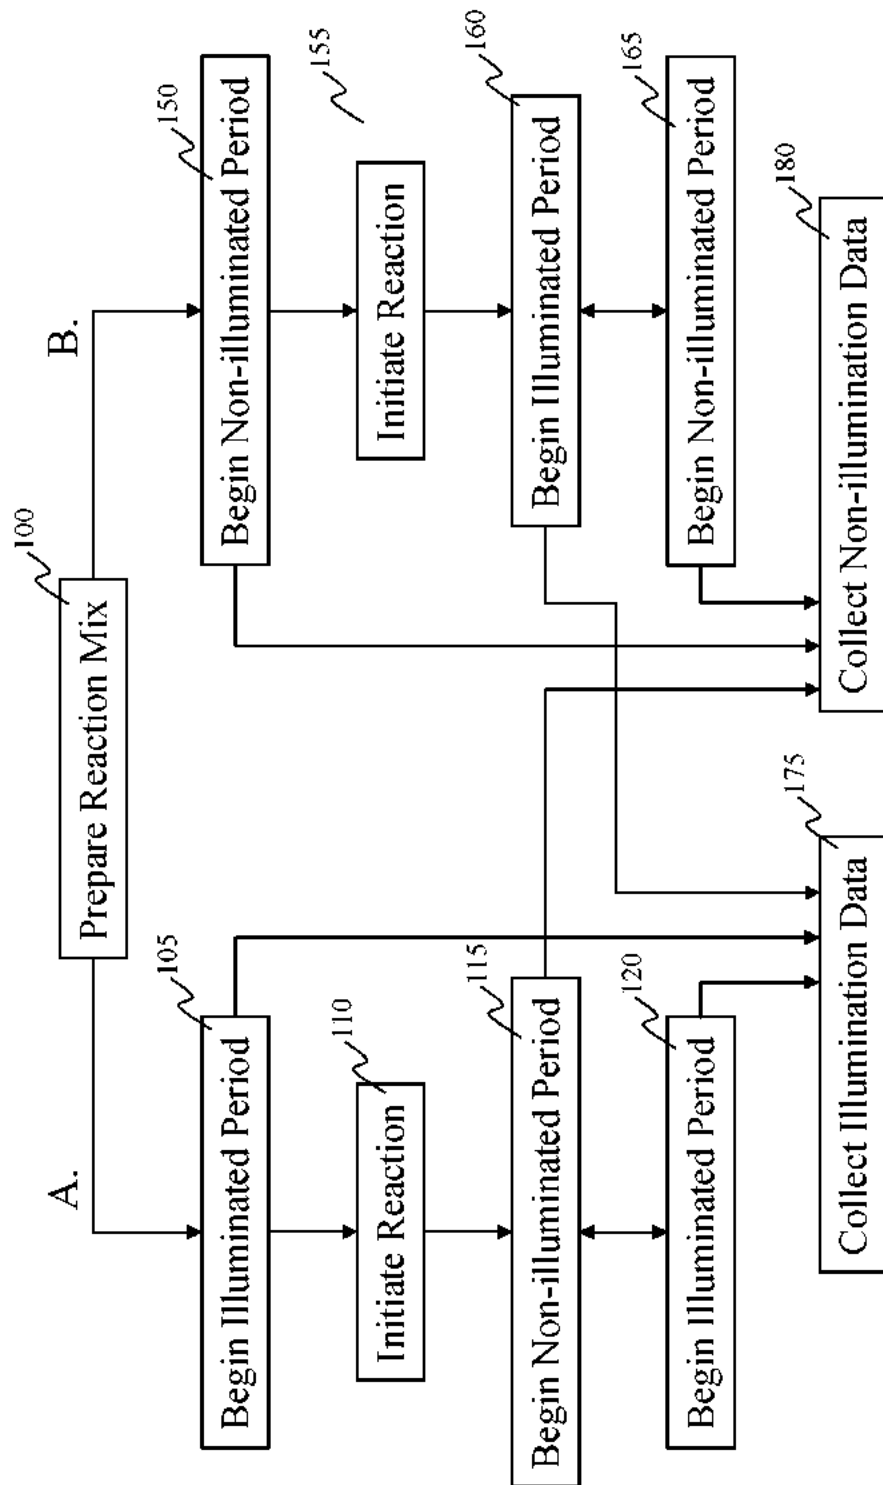 A.
B.
100
Prepare Reaction Mix
105
Begin Illuminated Period
150
Begin Non-illuminated Period
110
Initiate Reaction
155
Initiate Reaction
115
Begin Non-illuminated Period
160
Begin Illuminated Period
120
Begin Illuminated Period
165
Begin Non-illuminated Period
175
Collect Illumination Data
180
Collect Non-illumination Data